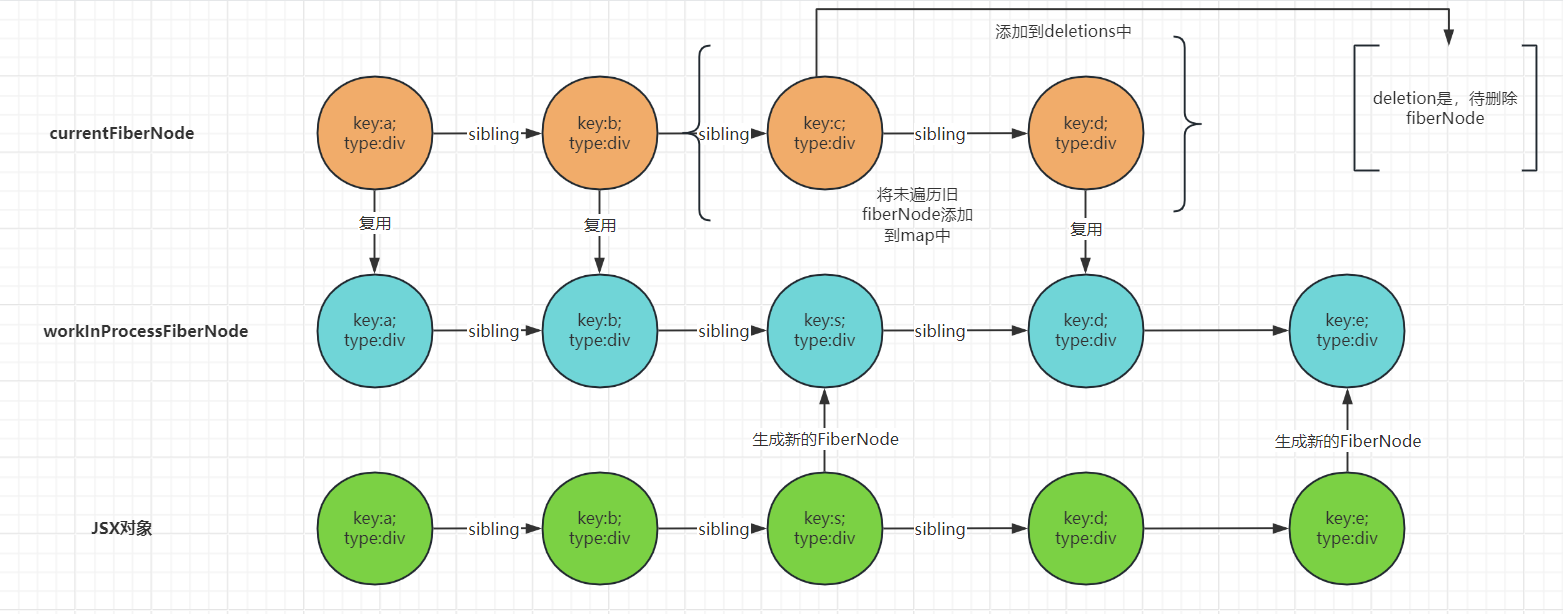 添加到deletions中
deletion是，待删除
fiberNode
currentFiberNode
key:a;
type:div
sibling
key:b;
type:div
sibling
key:c;
type:div
sibling
key:d;
type:div
将未遍历旧
fiberNode添加
到map中
复用
复用
复用
workInProcessFiberNode
key:a;
type:div
sibling
key:b;
type:div
sibling
key:s;
type:div
sibling
key:d;
type:div
key:e;
type:div
生成新的FiberNode
生成新的FiberNode
JSX对象
key:a;
type:div
sibling
key:b;
type:div
sibling
key:s;
type:div
sibling
key:d;
type:div
key:e;
type:div